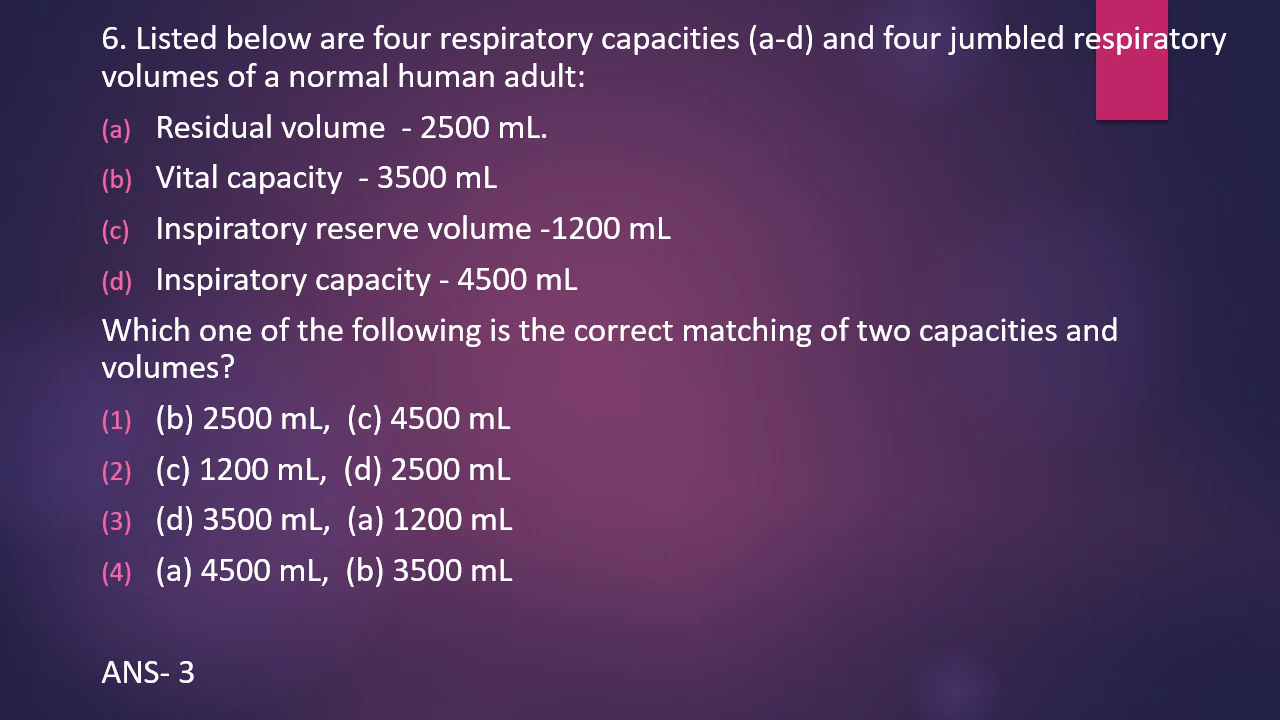 6. Listed below are four respiratory capacities (a-d) and four jumbled respiratory
volumes of a normal human adult:
(a) Residual volume - 2500 mL.
(b) Vital capacity - 3500 mL
(c) Inspiratory reserve volume -1200 mL
(d) Inspiratory capacity - 4500 mL
Which one of the following is the correct matching of two capacities and
volumes?
(1) (b) 2500 mL, (c) 4500 mL
(2) (c) 1200 mL, (d) 2500 mL
(3) (d) 3500 mL, (a) 1200 mL
(4) (a) 4500 mL, (b) 3500 mL
ANS- 3